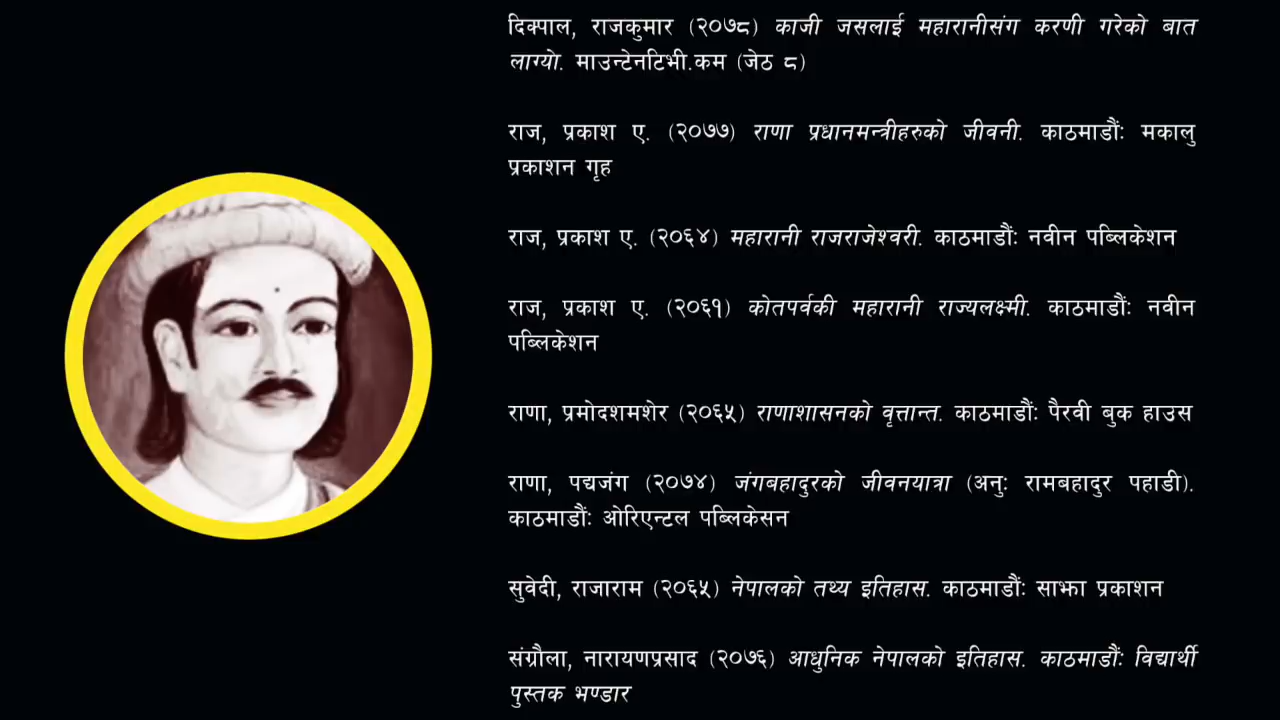 दिक्पाल, राजकुमार (२०७८) काजी जसलाई महारानीसंग करणी गरेको बात
लाग्यो. माउन्टेनटिभी.कम (जेठ ८)
राज, प्रकाश ए. (२०७७) राणा प्रधानमन्त्रीहरुको जीवनी. काठमाडौंः मकालु
प्रकाशन गृह
राज, प्रकाश ए. (२०६४) महारानी राजराजेश्वरी. काठमाडौंः नवीन पब्लिकेशन
राज, प्रकाश ए. (२०६१) कोतपर्वकी महारानी राज्यलक्ष्मी. काठमाडौंः नवीन
पब्लिकेशन
राणा, प्रमोदशमशेर (२०६५) राणाशासनको वृत्तान्त. काठमाडौंः पैरवी बुक हाउस
राणा, पद्यजंग (२०७४) जंगबहादुरको जीवनयात्रा (अनुः रामबहादुर पहाडी).
काठमाडौंः ओरिएन्टल पब्लिकेसन
सुवेदी, राजाराम (२०६५) नेपालको तथ्य इतिहास. काठमाडौंः साझा प्रकाशन
संग्रौला, नारायणप्रसाद (२०७६) आधुनिक नेपालको इतिहास. काठमाडौंः विद्यार्थी
पुस्तक भण्डार